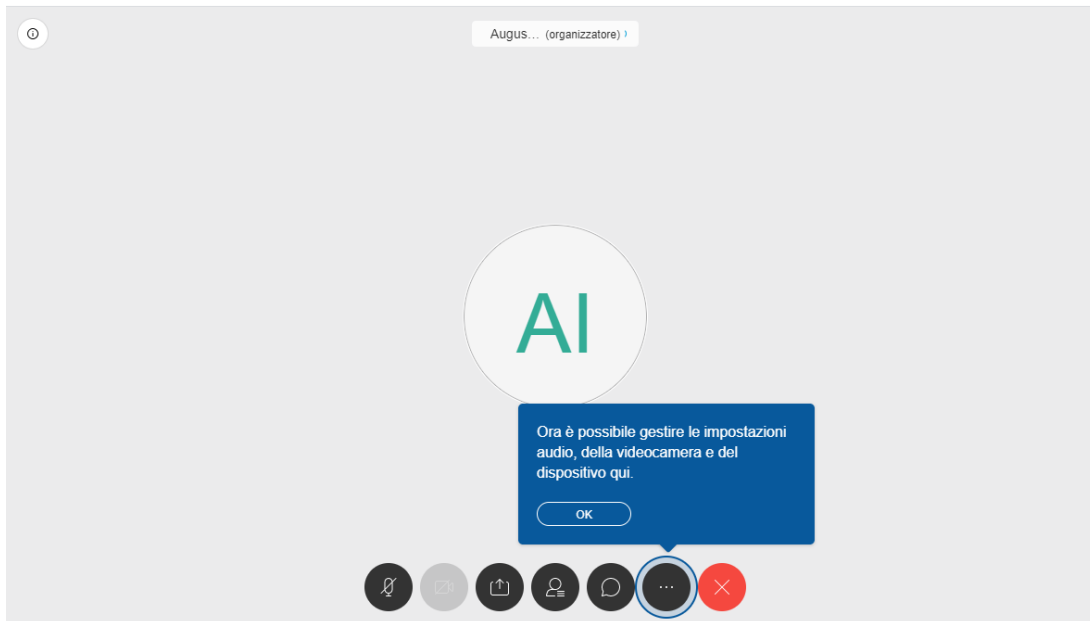 Augus... (organizzatore)
AI
Ora è possibile gestire le impostazioni
audio, della videocamera e del
dispositivo qui.
OK